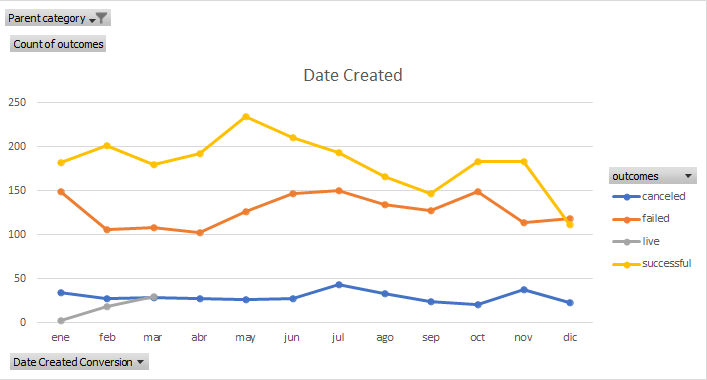 Parent category
Count of outcomes
Date Created
250
200
150
100
50
0
ene feb mar abr may jun jul ago sep oct nov dic
outcomes
canceled
failed
live
successful
Date Created Conversion